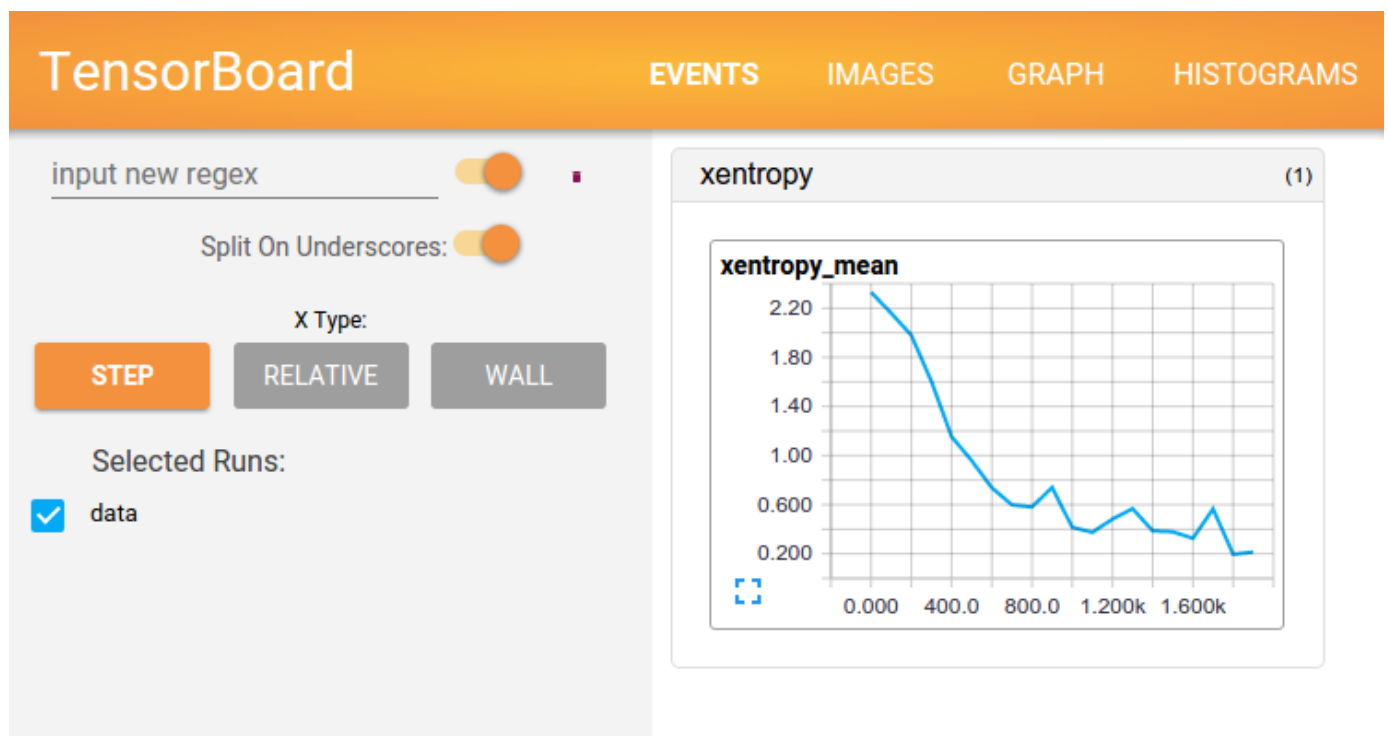 TensorBoard
EVENTS IMAGES GRAPH HISTOGRAMS
input new regex
Split On Underscores:
X Type:
STEP RELATIVE WALL
Selected Runs:
data
xentropy (1)
xentropy_mean
2.20
1.80
1.40
1.00
0.600
0.200
0.000 400.0 800.0 1.200k 1.600k